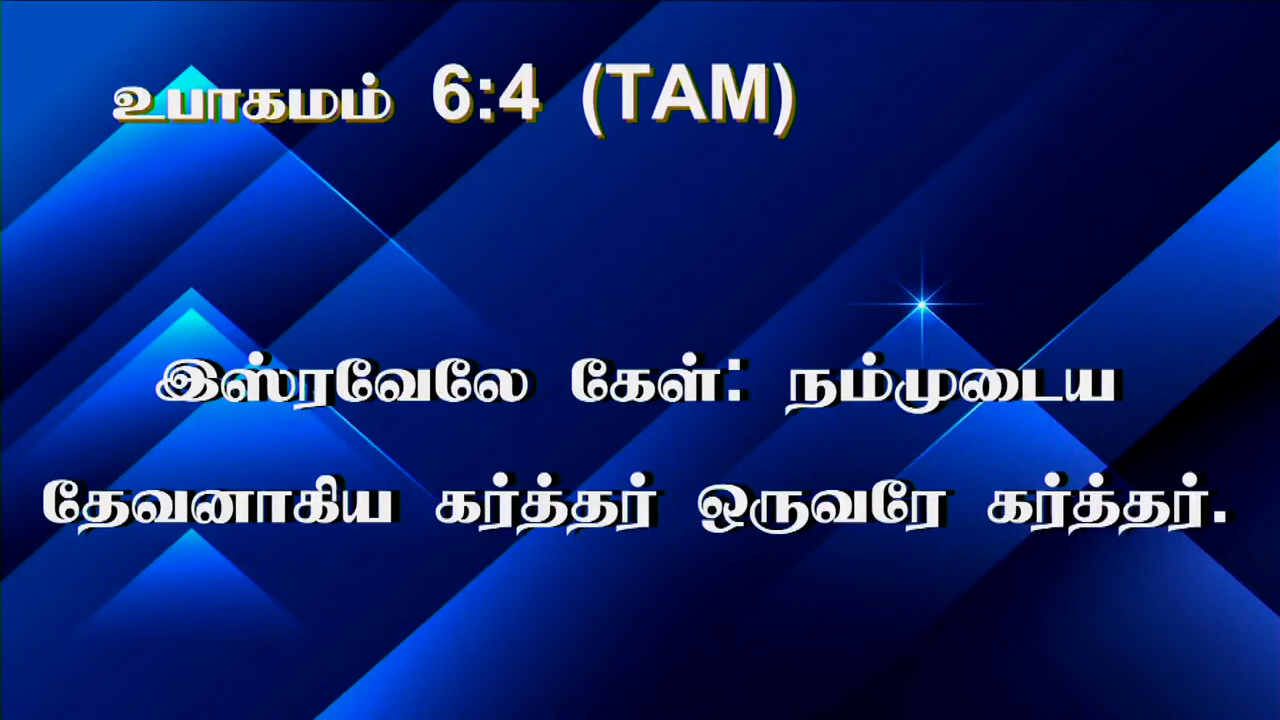 உபாகமம் 6:4 (TAM)
இஸ்ரவேலே கேள்: நம்முடைய
தேவனாகிய கர்த்தர் ஒருவரே கர்த்தர்.